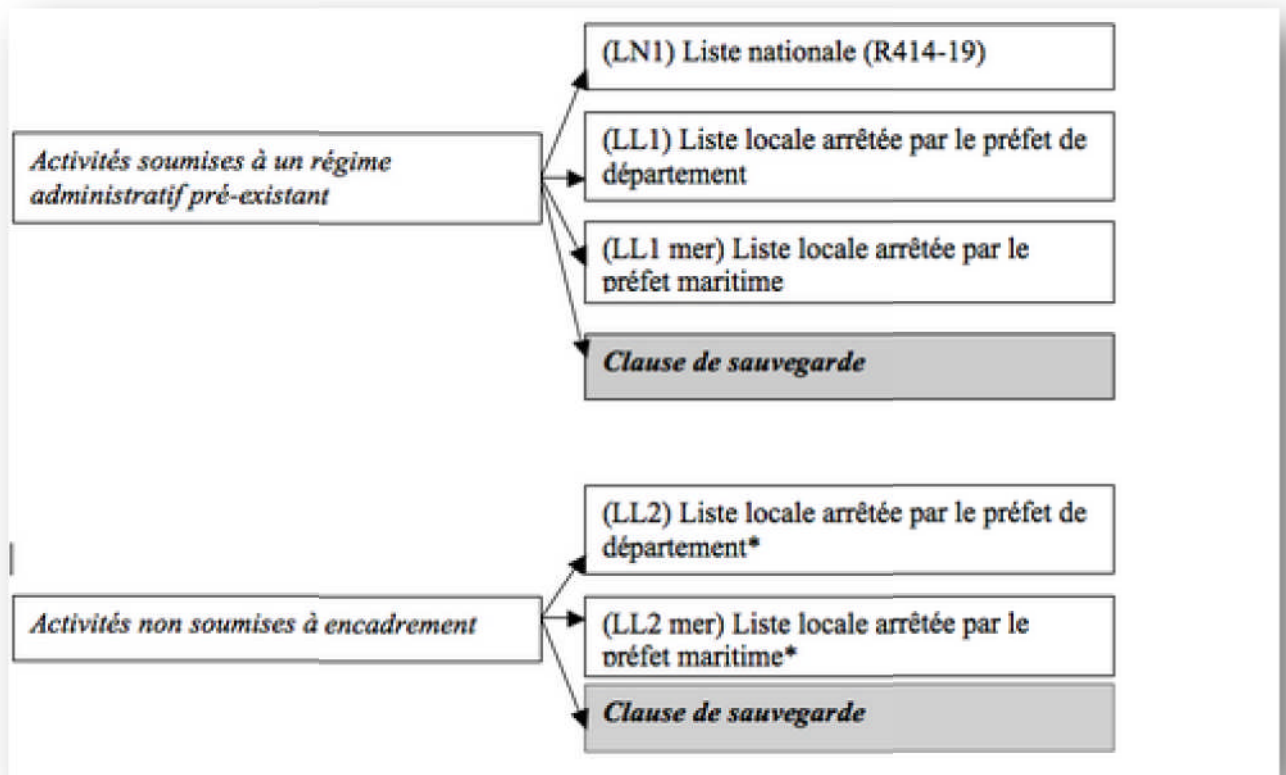 (LN1) Liste nationale (R414-19)
Activités soumises à un régime
administratif pré-existant
(LL1) Liste locale arrêtée par le préfet de
département
(LL1 mer) Liste locale arrêtée par le
préfet maritime
Clause de sauvegarde
(LL2) Liste locale arrêtée par le préfet de
département*
Activités non soumises à encadrement
(LL2 mer) Liste locale arrêtée par le
préfet maritime*
Clause de sauvegarde